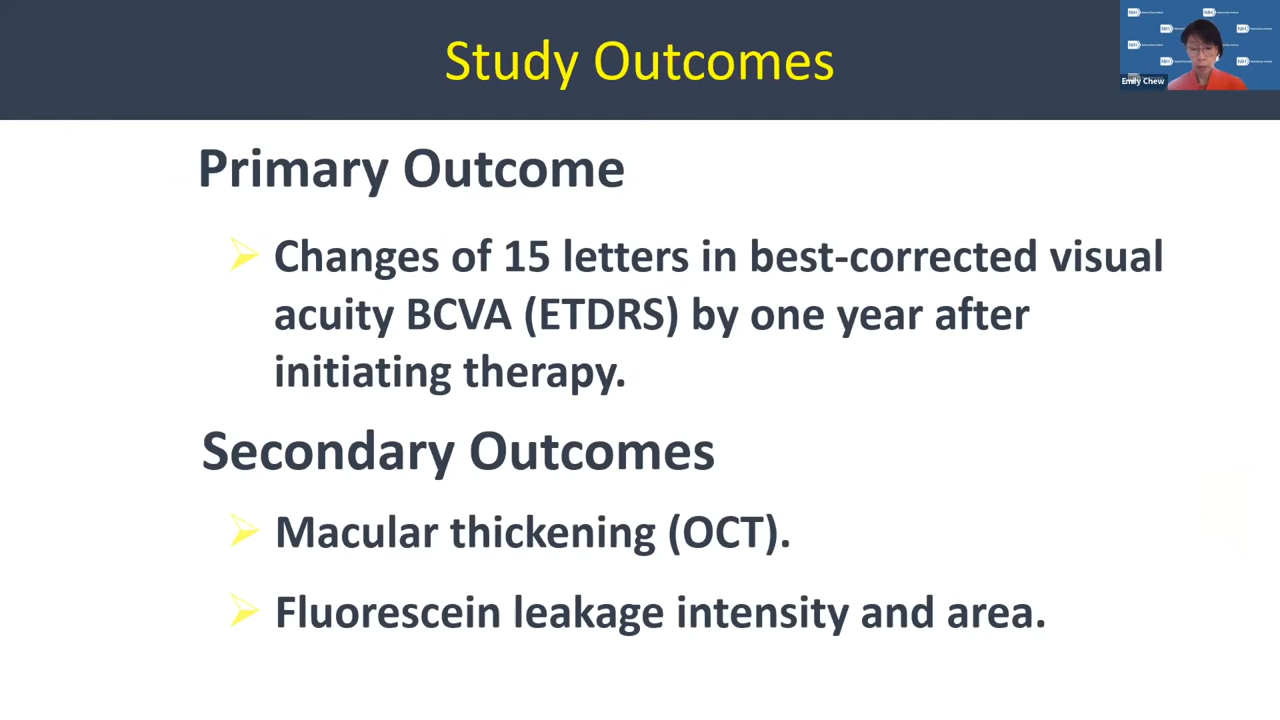 Study Outcomes
Emily Chew
Primary Outcome
Changes of 15 letters in best-corrected visual
acuity BCVA (ETDRS) by one year after
initiating therapy.
Secondary Outcomes
Macular thickening (OCT).
Fluorescein leakage intensity and area.